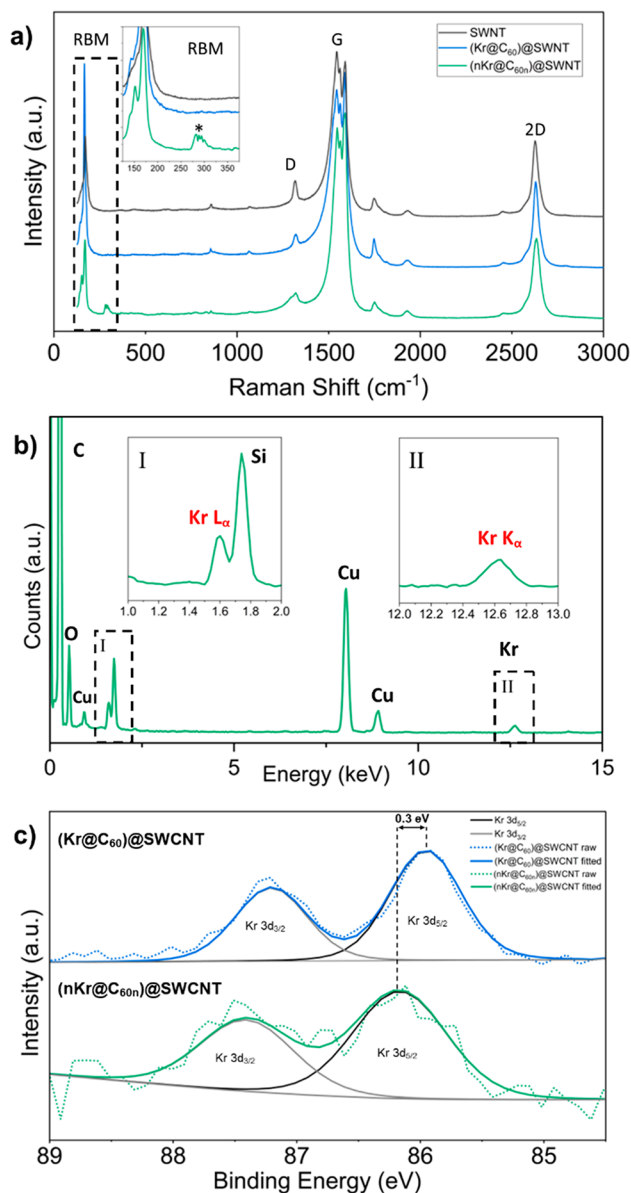 a)
RBM
RBM
*
125 150 175 200 225 250 275 300 325 350
G
SWNT
(Kr@C60)@SWNT
(nKr@C60n)@SWNT
D
2D
Intensity (a.u.)
0 500 1000 1500 2000 2500 3000
Raman Shift (cm-1)
b)
C
I
Si
Kr Lα
1.0 1.2 1.4 1.6 1.8 2.0
II
Kr Kα
12.0 12.2 12.4 12.6 12.8 13.0
O
Cu
I
Cu
Cu
Kr
II
Counts (a.u.)
0 5 10 15
Energy (keV)
c)
(Kr@C60)@SWCNT
0.3 eV
Kr 3d5/2
Kr 3d3/2
(Kr@C60)@SWCNT raw
(Kr@C60)@SWCNT fitted
(nKr@C60n)@SWCNT raw
(nKr@C60n)@SWCNT fitted
Kr 3d3/2
Kr 3d5/2
(nKr@C60n)@SWCNT
Kr 3d3/2
Kr 3d5/2
Intensity (a.u.)
89 88 87 86 85
Binding Energy (eV)